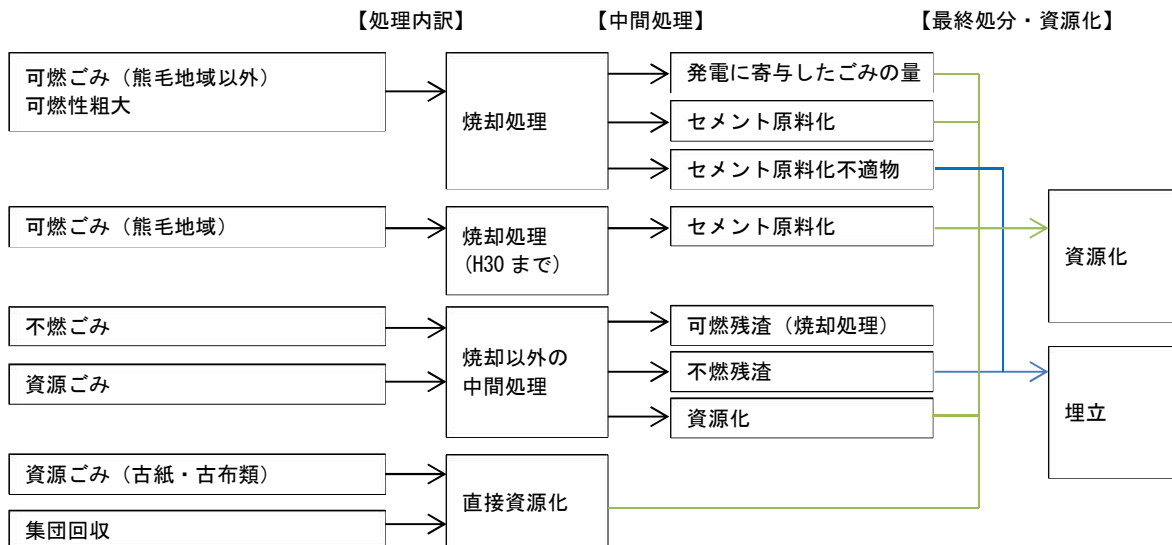 【処理内訳】
【中間処理】
【最終処分・資源化】
可燃ごみ（熊毛地域以外）
可燃性粗大
焼却処理
発電に寄与したごみの量
セメント原料化
セメント原料化不適物
可燃ごみ（熊毛地域）
焼却処理
(H30 まで)
セメント原料化
資源化
不燃ごみ
資源ごみ
焼却以外の
中間処理
可燃残渣（焼却処理）
不燃残渣
資源化
埋立
資源ごみ（古紙・古布類）
集団回収
直接資源化